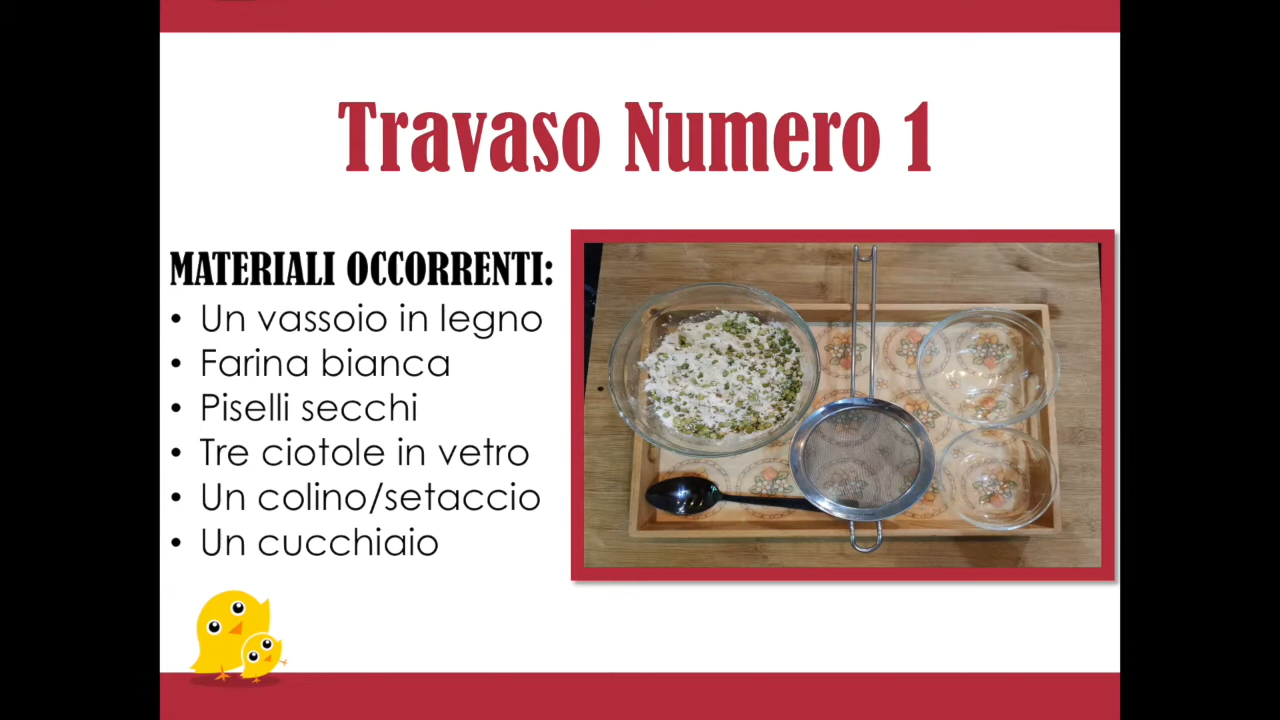 Travaso Numero 1
MATERIALI OCCORRENTI:
• Un vassoio in legno
• Farina bianca
• Piselli secchi
• Tre ciotole in vetro
• Un colino/setaccio
• Un cucchiaio